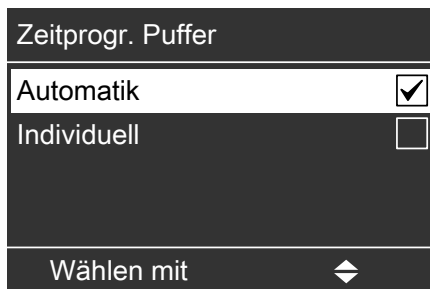 Zeitprogr. Puffer
Automatik
Individuell
Wählen mit